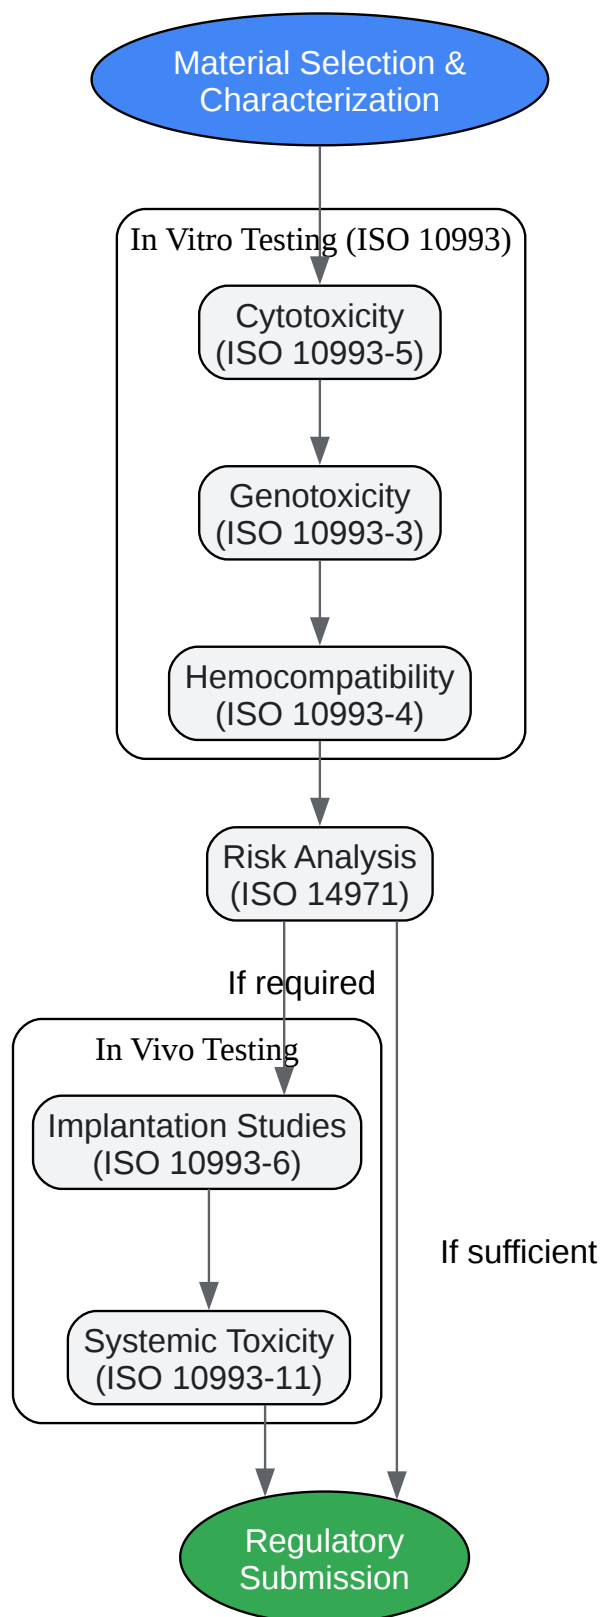 Material Selection &
Characterization
In Vitro Testing (ISO 10993)
Cytotoxicity
(ISO 10993-5)
Genotoxicity
(ISO 10993-3)
Hemocompatibility
(ISO 10993-4)
Risk Analysis
(ISO 14971)
If required
In Vivo Testing
Implantation Studies
(ISO 10993-6)
If sufficient
Systemic Toxicity
(ISO 10993-11)
Regulatory
Submission